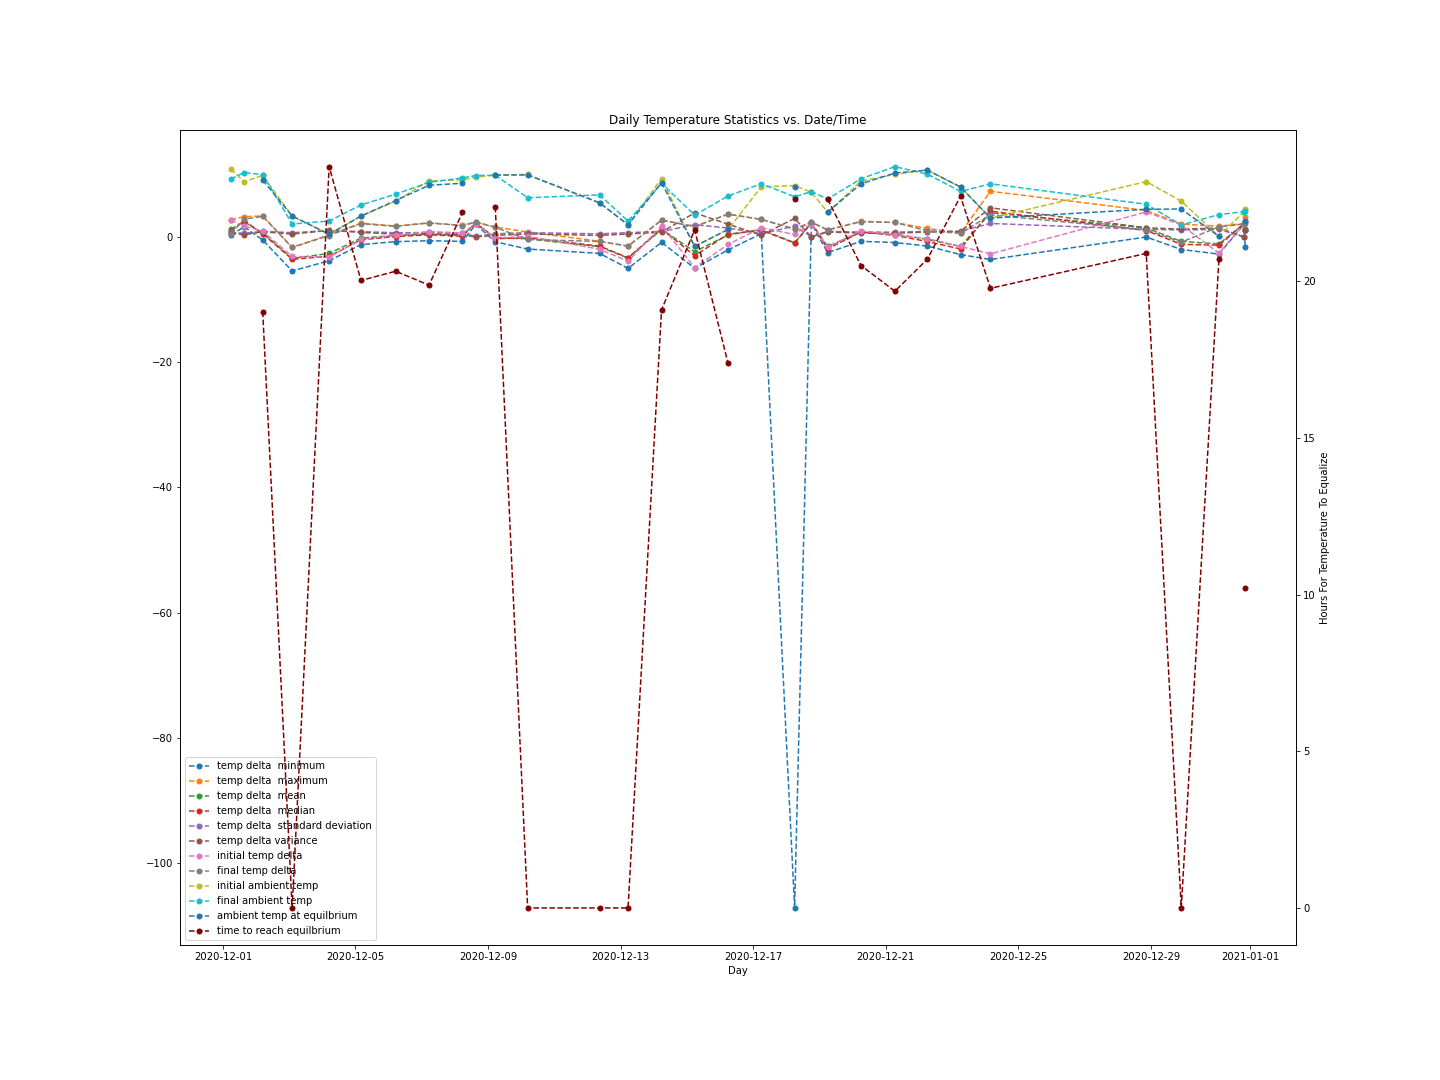 Daily Temperature Statistics vs. Date/Time
0
−20
−40
−60
−80
−100
20
15
10
5
0
Hours For Temperature To Equalize
temp delta  minimum
temp delta  maximum
temp delta  mean
temp delta  median
temp delta  standard deviation
temp delta variance
initial temp delta
final temp delta
initial ambient temp
final ambient temp
ambient temp at equilbrium
time to reach equilbrium
2020-12-01
2020-12-05
2020-12-09
2020-12-13
2020-12-17
2020-12-21
2020-12-25
2020-12-29
2021-01-01
Day